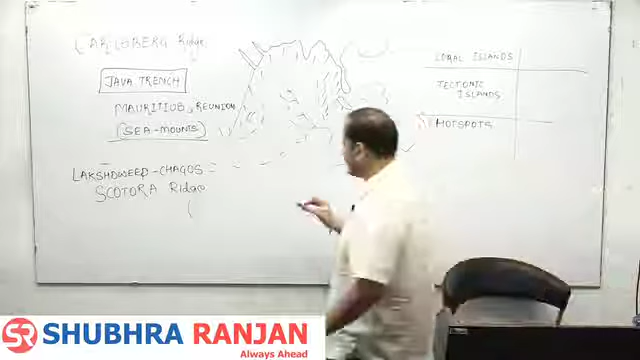 CARLSBERG Ridge
JAVA TRENCH
MAURITIUS, REUNION
(SEA-MOUNTS)
LAKSHDWEEP-CHAGOS =
SCOTORA Ridge
CORAL ISLANDS
TECTONIC
ISLANDS
HOTSPOTS
SR SHUBHRA RANJAN
Always Ahead